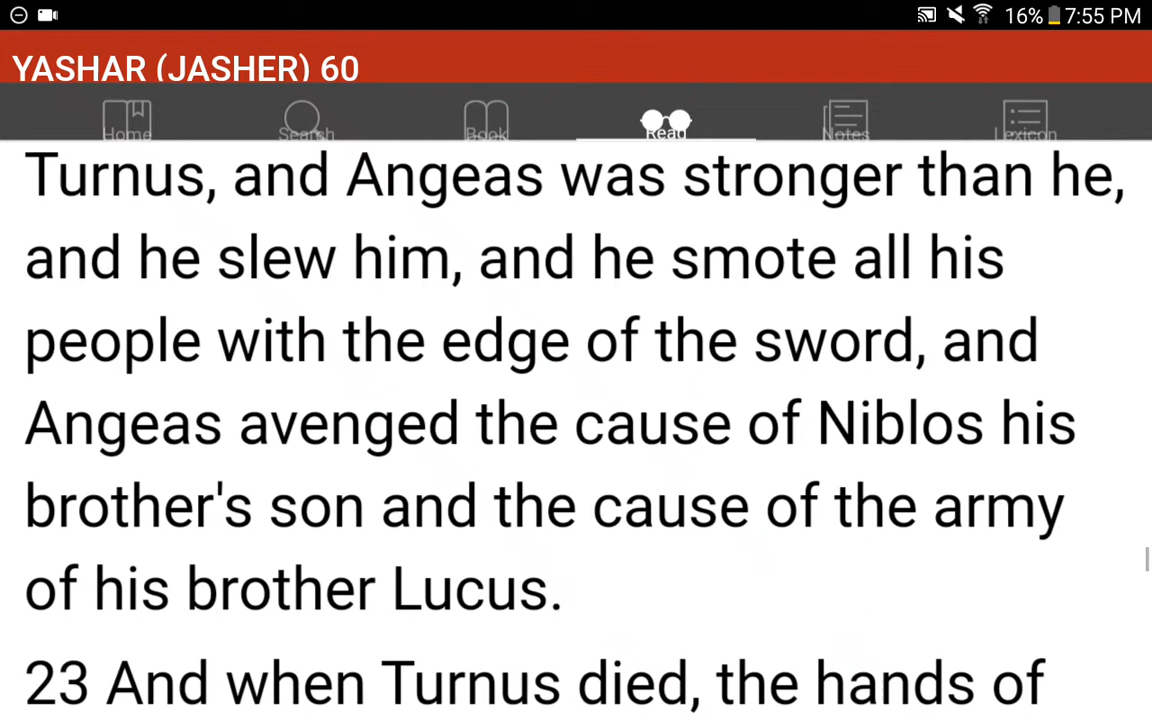 16% 7:55 PM
YASHAR (JASHER) 60
Home Search Book Read Notes Lexicon
Turnus, and Angeas was stronger than he,
and he slew him, and he smote all his
people with the edge of the sword, and
Angeas avenged the cause of Niblos his
brother's son and the cause of the army
of his brother Lucus.
23 And when Turnus died, the hands of